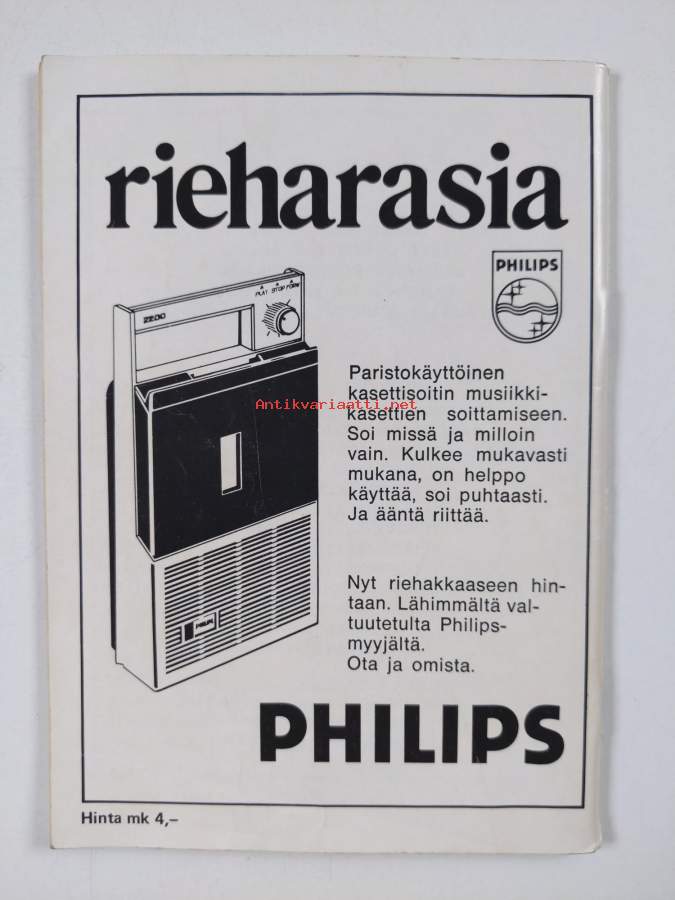 rieharasia
PHILIPS
PLAY STOP FORW
2200
Paristokäyttöinen
kasettisoitin musiikki-
kasettien soittamiseen.
Antikvariaatti.net
Soi missä ja milloin
vain. Kulkee mukavasti
mukana, on helppo
käyttää, soi puhtaasti.
Ja ääntä riittää.
Nyt riehakkaaseen hin-
taan. Lähimmältä val-
tuutetulta Philips-
myyjältä.
Ota ja omista.
PHILIPS
PHILIPS
Hinta mk 4,–